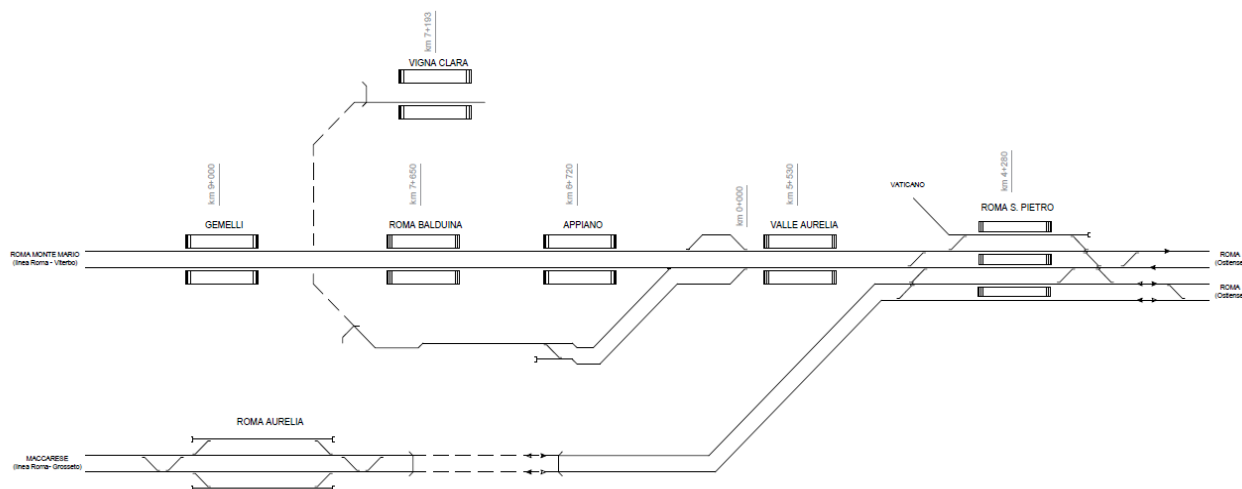 km 7+193
VIGNA CLARA
km 9+000
km 7+650
km 6+720
km 0+000
km 5+530
km 4+280
VATICANO
GEMELLI
ROMA BALDUINA
APPIANO
VALLE AURELIA
ROMA S. PIETRO
ROMA MONTE MARIO
(linea Roma - Viterbo)
ROMA
(Ostiense)
ROMA
(Ostiense)
ROMA AURELIA
MACCARESE
(linea Roma- Grosseto)